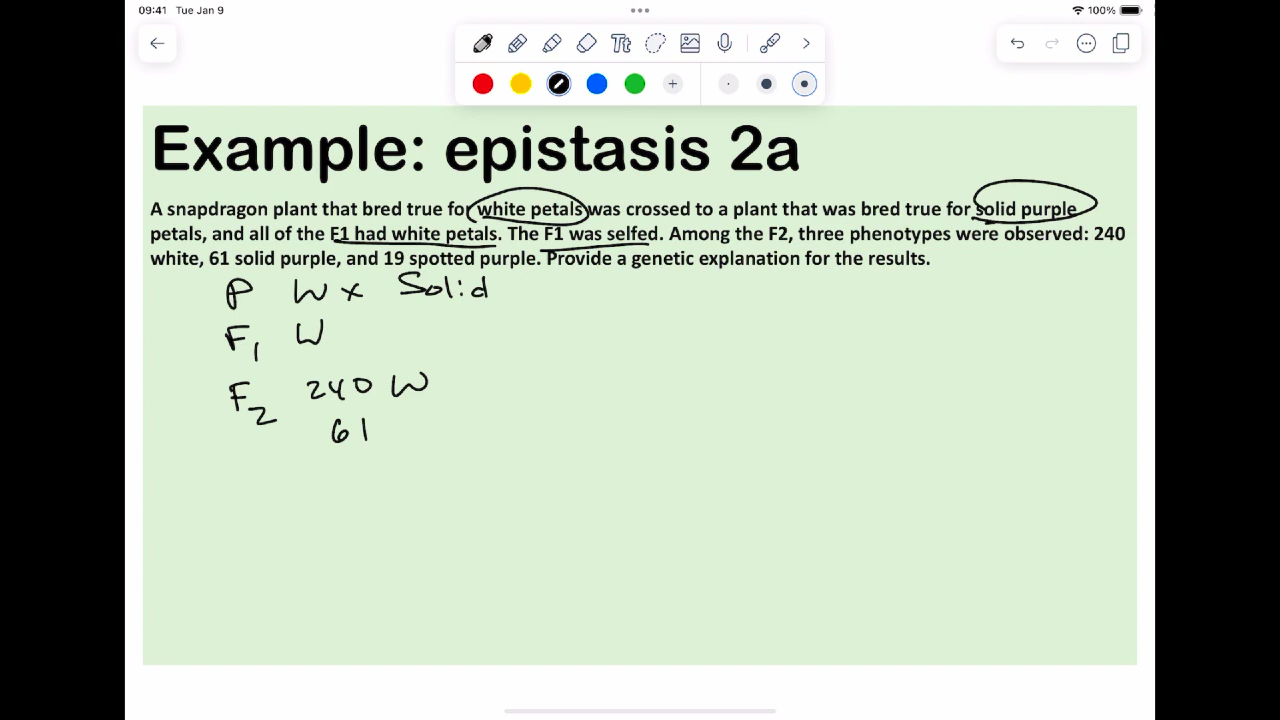 09:41 Tue Jan 9
100%
Tt
Example: epistasis 2a
A snapdragon plant that bred true for white petals was crossed to a plant that was bred true for solid purple
petals, and all of the F1 had white petals. The F1 was selfed. Among the F2, three phenotypes were observed: 240
white, 61 solid purple, and 19 spotted purple. Provide a genetic explanation for the results.
P W x Solid
F1 W
F2 240 W
61